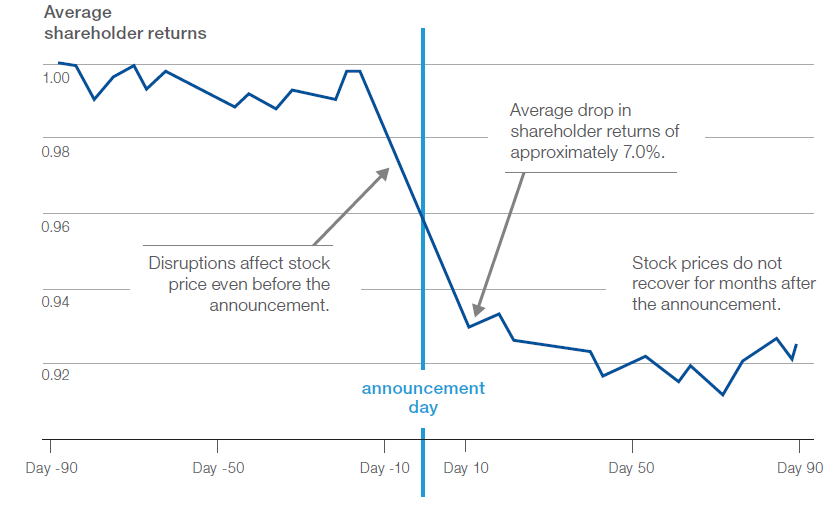 Average
shareholder returns
1.00
0.98
0.96
0.94
0.92
Average drop in
shareholder returns of
approximately 7.0%.
Disruptions affect stock
price even before the
announcement.
Stock prices do not
recover for months after
the announcement.
announcement
day
Day -90
Day -50
Day -10
Day 10
Day 50
Day 90